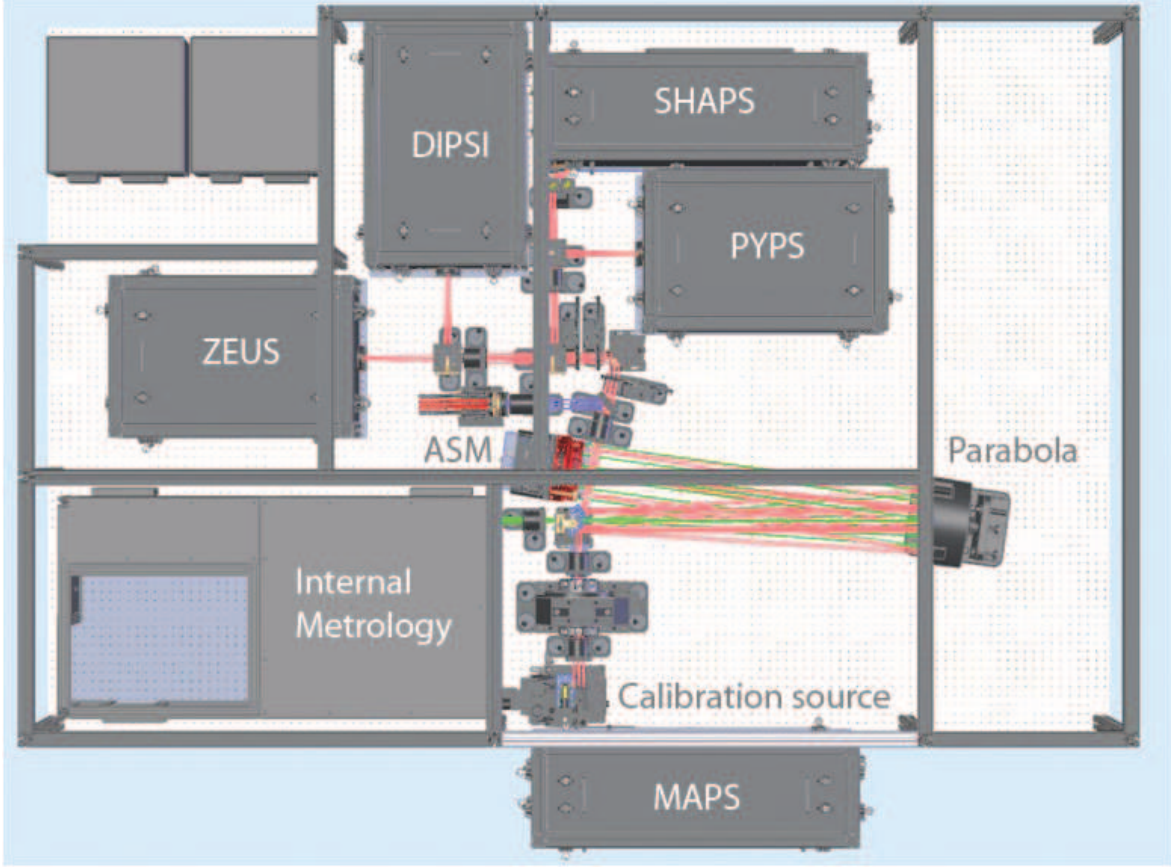 SHAPS
DIPSI
PYPS
ZEUS
ASM
Parabola
Internal
Metrology
Calibration source
MAPS